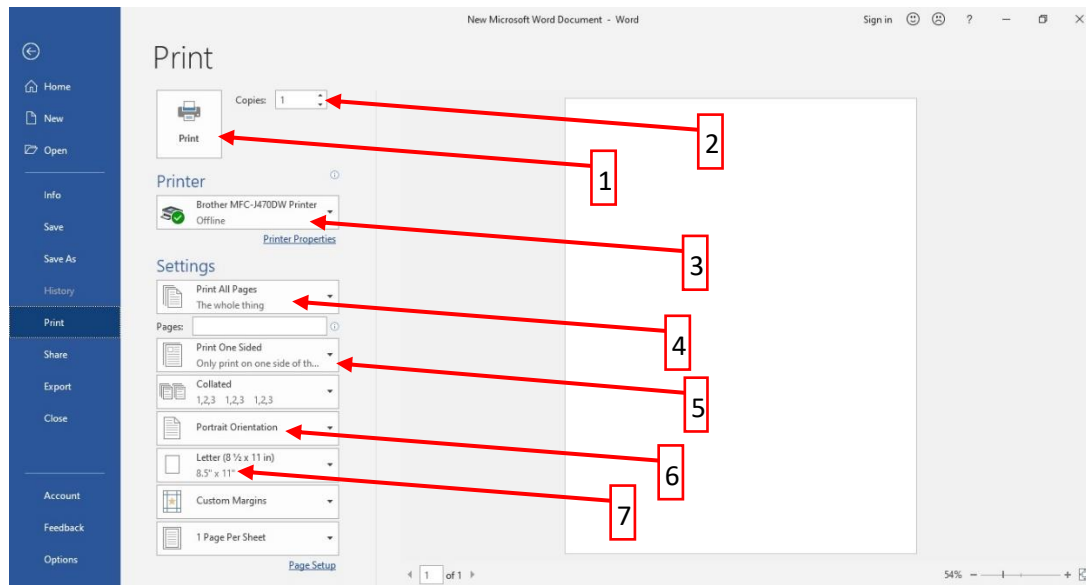 New Microsoft Word Document - Word
Sign in
?
Home
New
Open
Info
Save
Save As
History
Print
Share
Export
Close
Account
Feedback
Options
Print
Copies: 1
Print
Printer
Brother MFC-J470DW Printer
Offline
Printer Properties
Settings
Print All Pages
The whole thing
Pages:
Print One Sided
Only print on one side of th...
Collated
1,2,3 1,2,3 1,2,3
Portrait Orientation
Letter (8 ½ x 11 in)
8.5" x 11"
Custom Margins
1 Page Per Sheet
Page Setup
2
1
3
4
5
6
7
1 of 1
54%